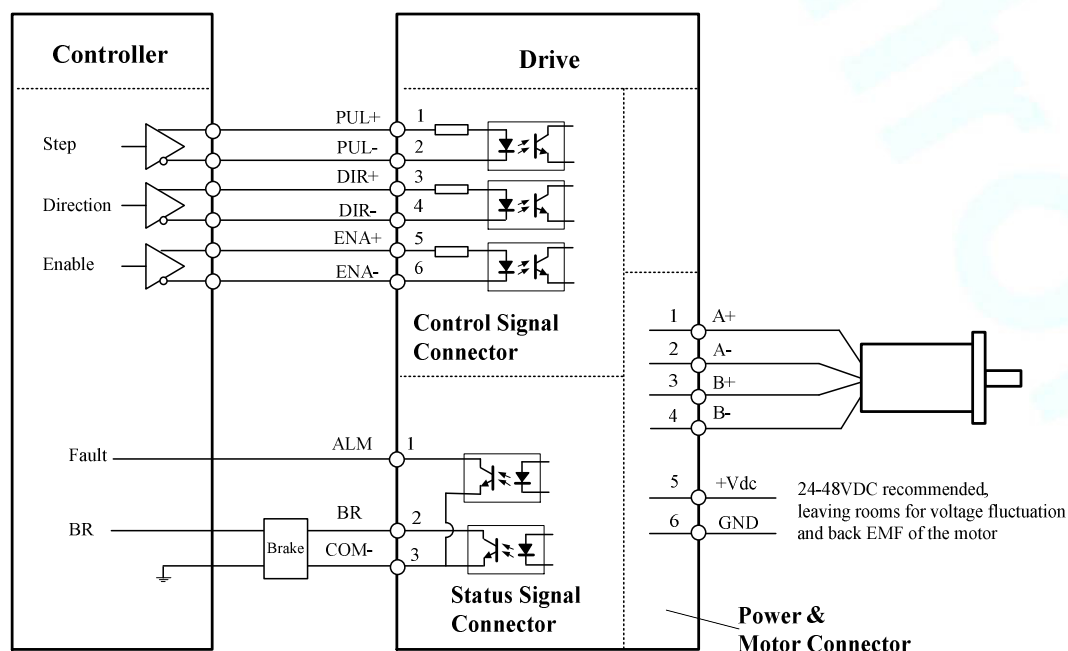 Controller
Drive
Step
PUL+ 1
PUL- 2
Direction
DIR+ 3
DIR- 4
Enable
ENA+ 5
ENA- 6
Control Signal
Connector
1 A+
2 A-
3 B+
4 B-
Fault
ALM 1
BR
Brake
BR 2
COM- 3
Status Signal
Connector
5 +Vdc
6 GND
24-48VDC recommended,
leaving rooms for voltage fluctuation
and back EMF of the motor
Power &
Motor Connector